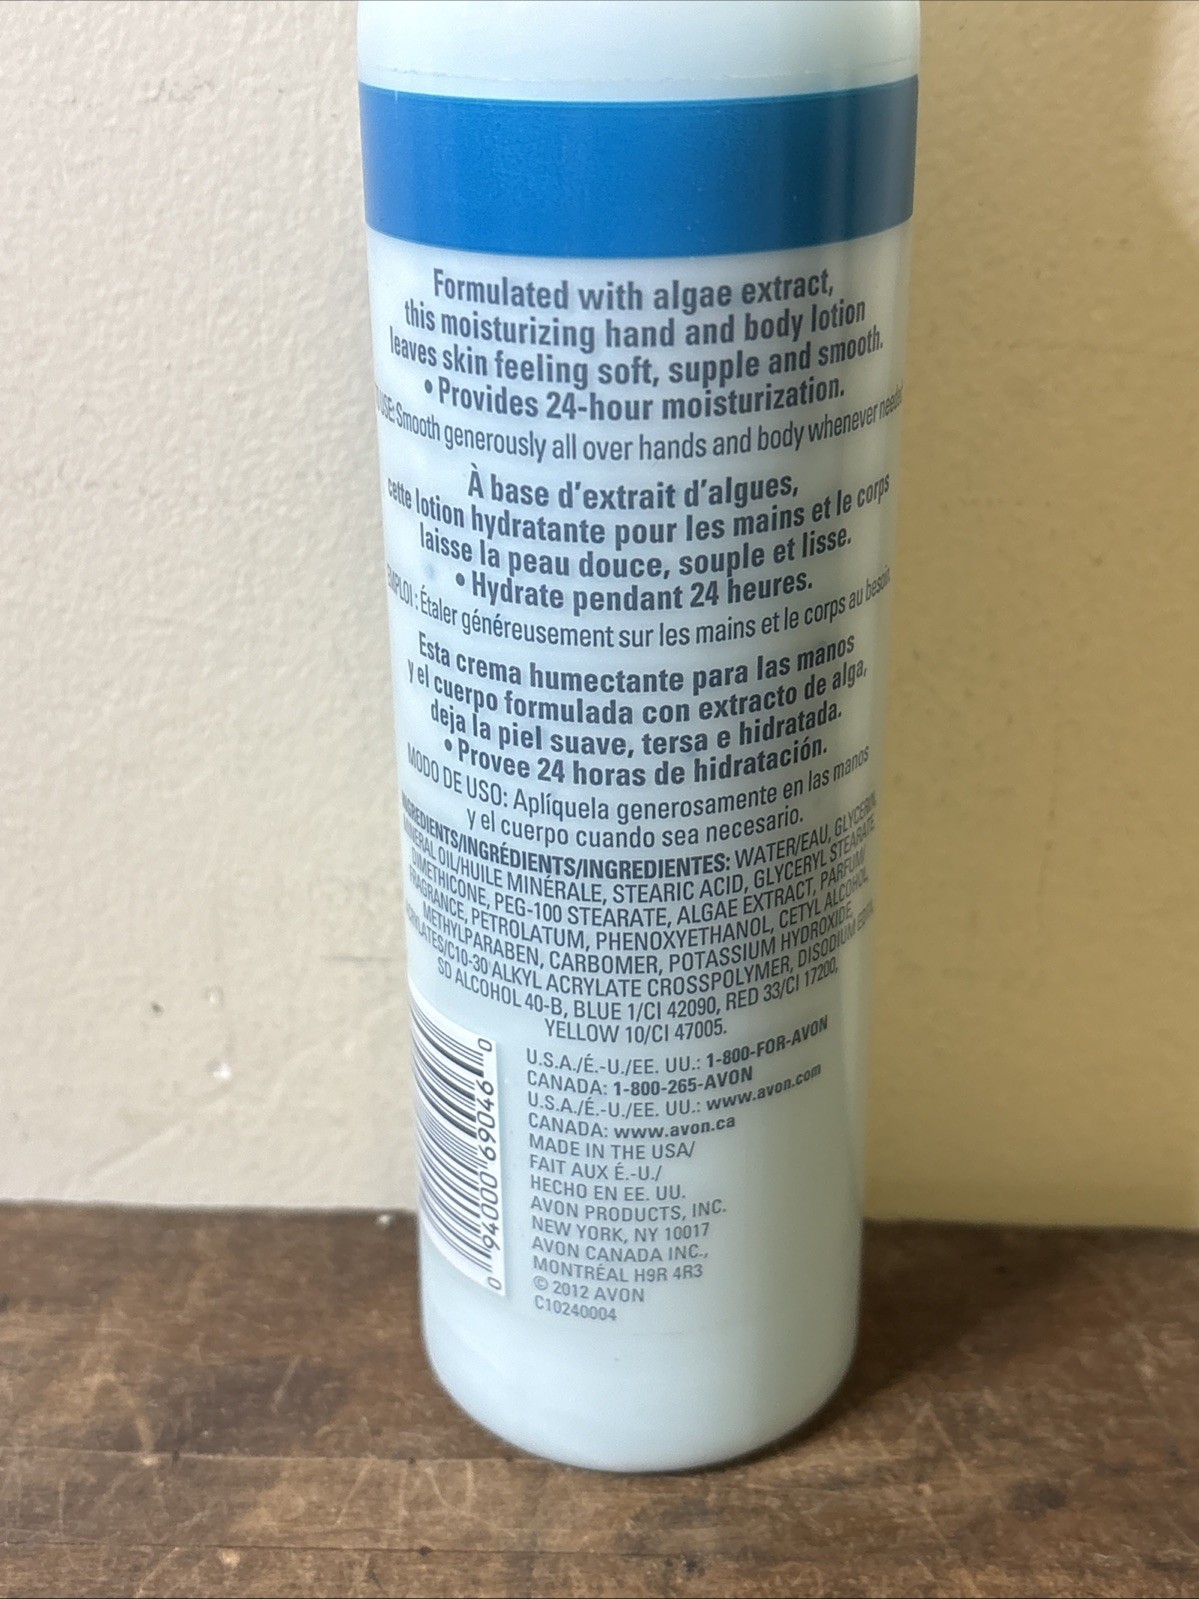 Formulated with algae extract,
this moisturizing hand and body lotion
leaves skin feeling soft, supple and smooth.
• Provides 24-hour moisturization.
USE: Smooth generously all over hands and body whenever
À base d'extrait d'algues,
cette lotion hydratante pour les mains et le corps
laisse la peau douce, souple et lisse.
• Hydrate pendant 24 heures.
EMPLOI : Étaler généreusement sur les mains et le corps au besoin.
Esta crema humectante para las manos
y el cuerpo formulada con extracto de alga,
deja la piel suave, tersa e hidratada.
• Provee 24 horas de hidratación.
MODO DE USO: Aplíquela generosamente en las manos
y el cuerpo cuando sea necesario.
INGREDIENTS/INGRÉDIENTS/INGREDIENTES: WATER/EAU, GLYCERIN,
MINERAL OIL/HUILE MINÉRALE, STEARIC ACID, GLYCERYL STEARATE,
DIMETHICONE, PEG-100 STEARATE, ALGAE EXTRACT, PARFUM/
FRAGRANCE, PETROLATUM, PHENOXYETHANOL, CETYL ALCOHOL,
METHYLPARABEN, CARBOMER, POTASSIUM HYDROXIDE,
ACRYLATES/C10-30 ALKYL ACRYLATE CROSSPOLYMER, DISODIUM EDTA,
SD ALCOHOL 40-B, BLUE 1/CI 42090, RED 33/CI 17200,
YELLOW 10/CI 47005.
U.S.A./É.-U./EE. UU.: 1-800-FOR-AVON
CANADA: 1-800-265-AVON
U.S.A./É.-U./EE. UU.: www.avon.com
CANADA: www.avon.ca
MADE IN THE USA/
FAIT AUX É.-U./
HECHO EN EE. UU.
AVON PRODUCTS, INC.
NEW YORK, NY 10017
AVON CANADA INC.,
MONTRÉAL H9R 4R3
© 2012 AVON
C10240004
0 94000 69046 0